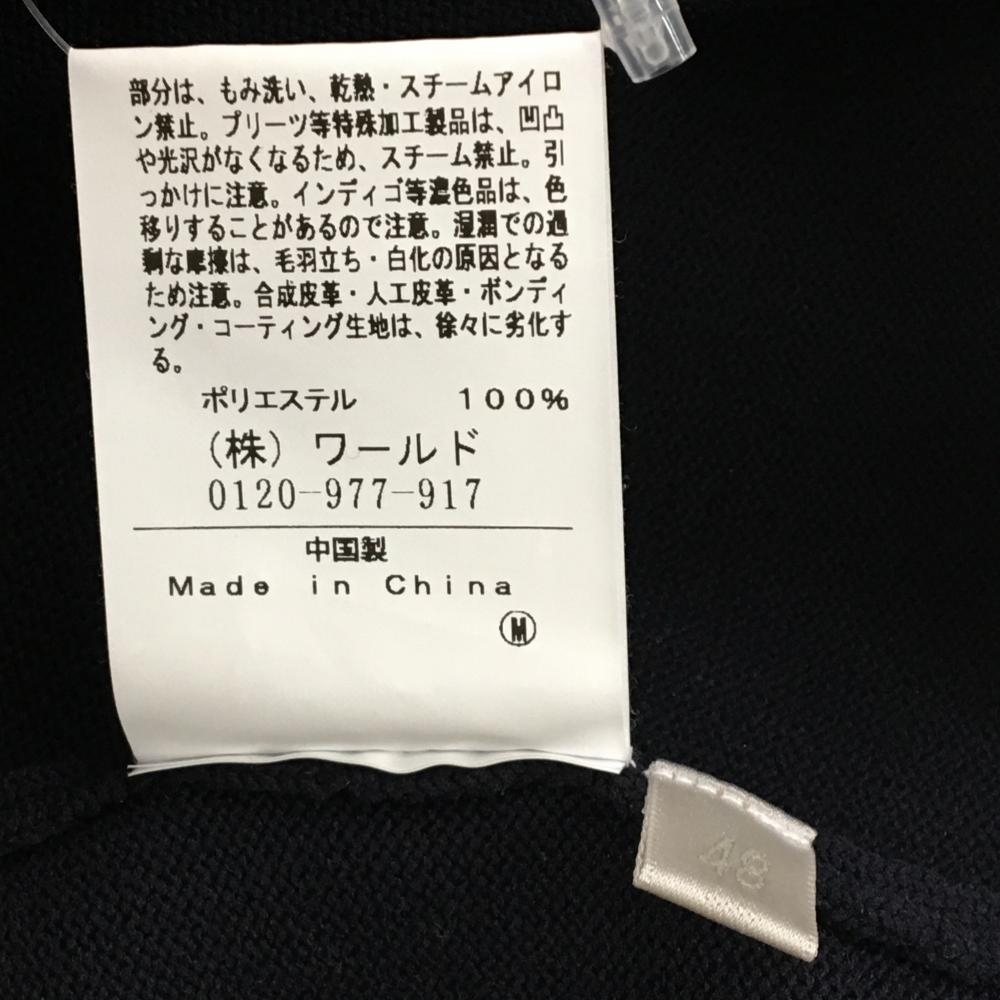 部分は、もみ洗い、乾熱・スチームアイロ
ン禁止。プリーツ等特殊加工製品は、凹凸
や光沢がなくなるため、スチーム禁止。引
っかけに注意。インディゴ等濃色品は、色
移りすることがあるので注意。湿潤での過
剰な摩擦は、毛羽立ち・白化の原因となる
ため注意。合成皮革・人工皮革・ボンディ
ング・コーティング生地は、徐々に劣化す
る。
ポリエステル 100%
(株) ワールド
0120-977-917
中国製
Made in China
M
48